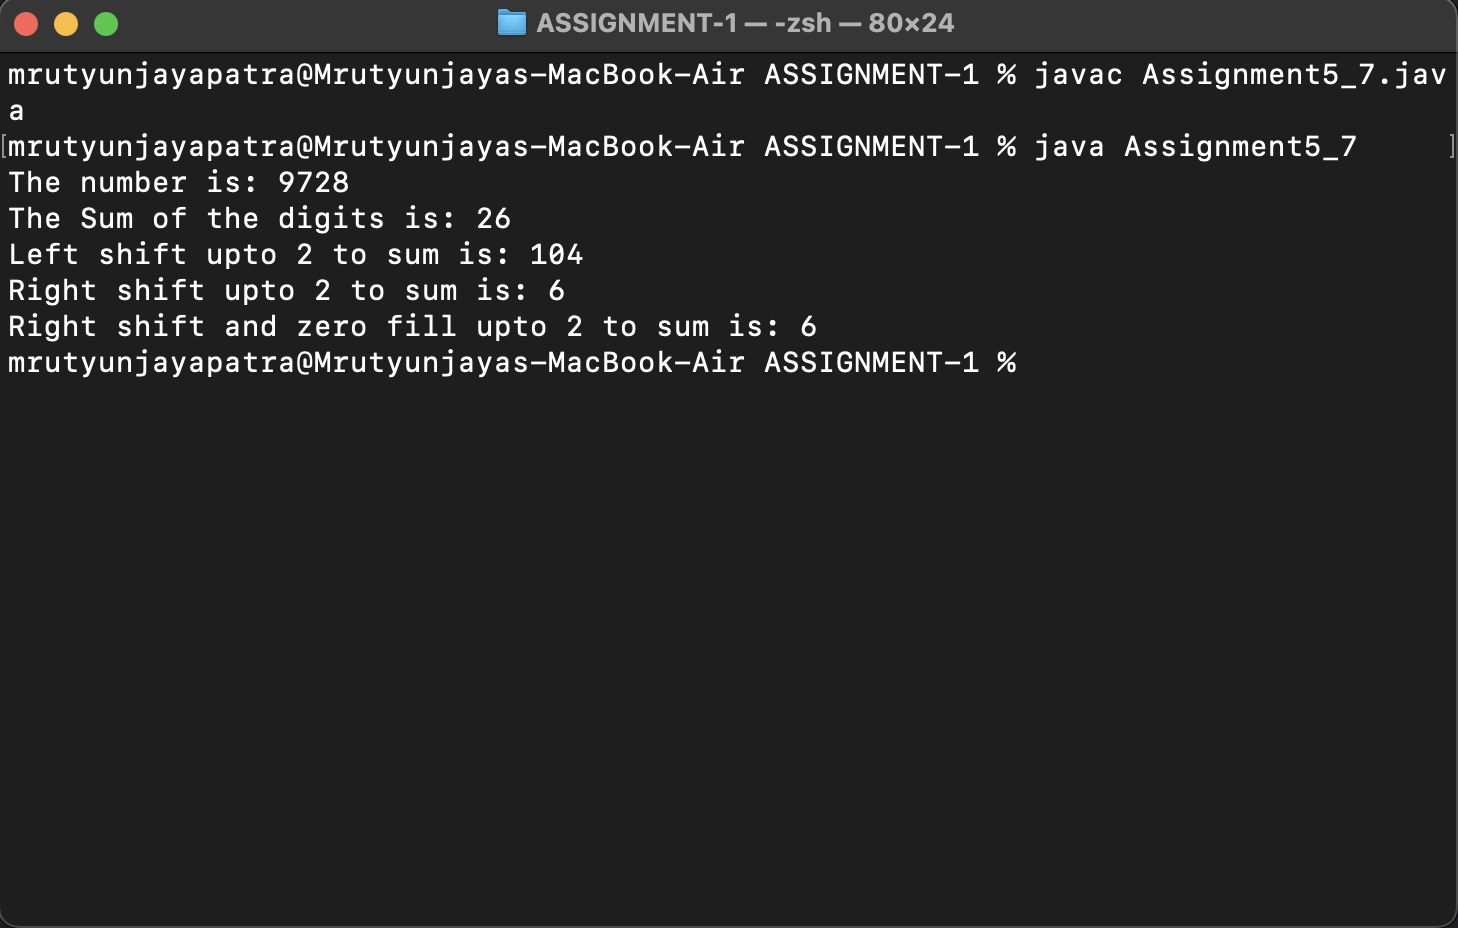 ASSIGNMENT-1 — -zsh — 80×24
mrutyunjayapatra@Mrutyunjayas-MacBook-Air ASSIGNMENT-1 % javac Assignment5_7.jav
a
[mrutyunjayapatra@Mrutyunjayas-MacBook-Air ASSIGNMENT-1 % java Assignment5_7 ]
The number is: 9728
The Sum of the digits is: 26
Left shift upto 2 to sum is: 104
Right shift upto 2 to sum is: 6
Right shift and zero fill upto 2 to sum is: 6
mrutyunjayapatra@Mrutyunjayas-MacBook-Air ASSIGNMENT-1 %